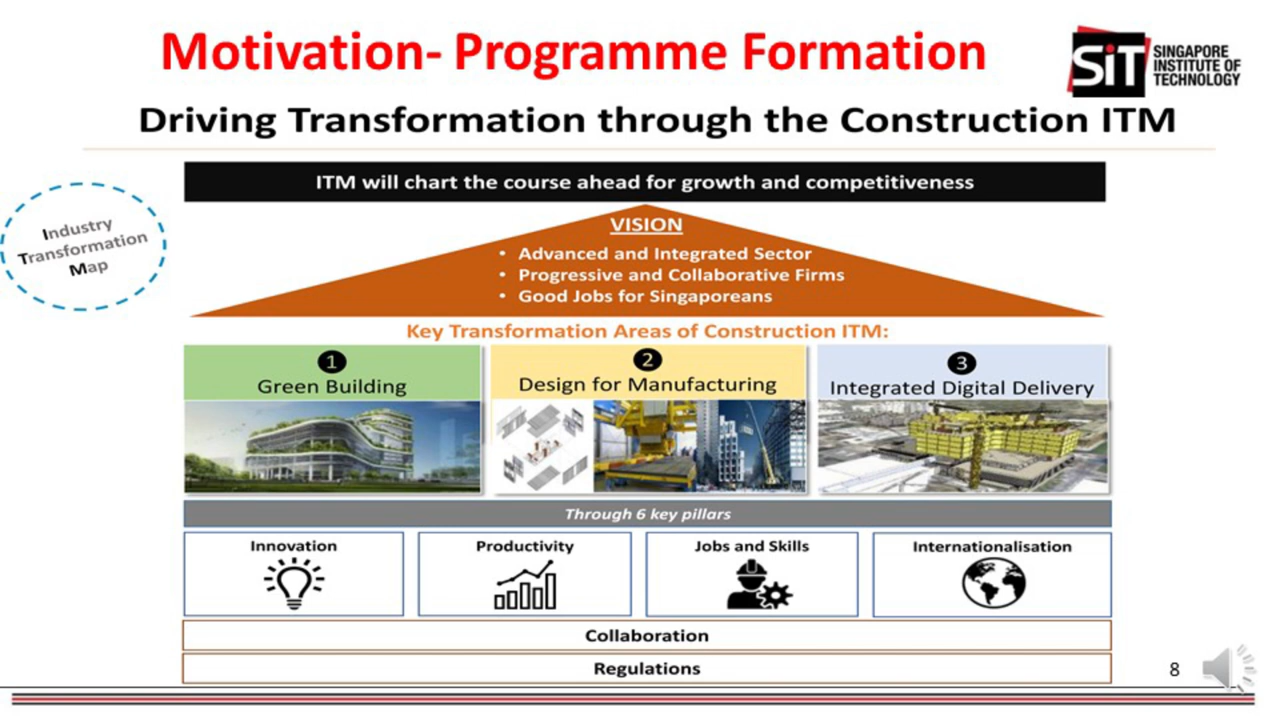 Motivation- Programme Formation
SiT SINGAPORE
INSTITUTE OF
TECHNOLOGY
Driving Transformation through the Construction ITM
ITM will chart the course ahead for growth and competitiveness
Industry
Transformation
Map
VISION
• Advanced and Integrated Sector
• Progressive and Collaborative Firms
• Good Jobs for Singaporeans
Key Transformation Areas of Construction ITM:
1
Green Building
2
Design for Manufacturing
3
Integrated Digital Delivery
Through 6 key pillars
Innovation
Productivity
Jobs and Skills
Internationalisation
Collaboration
Regulations
8